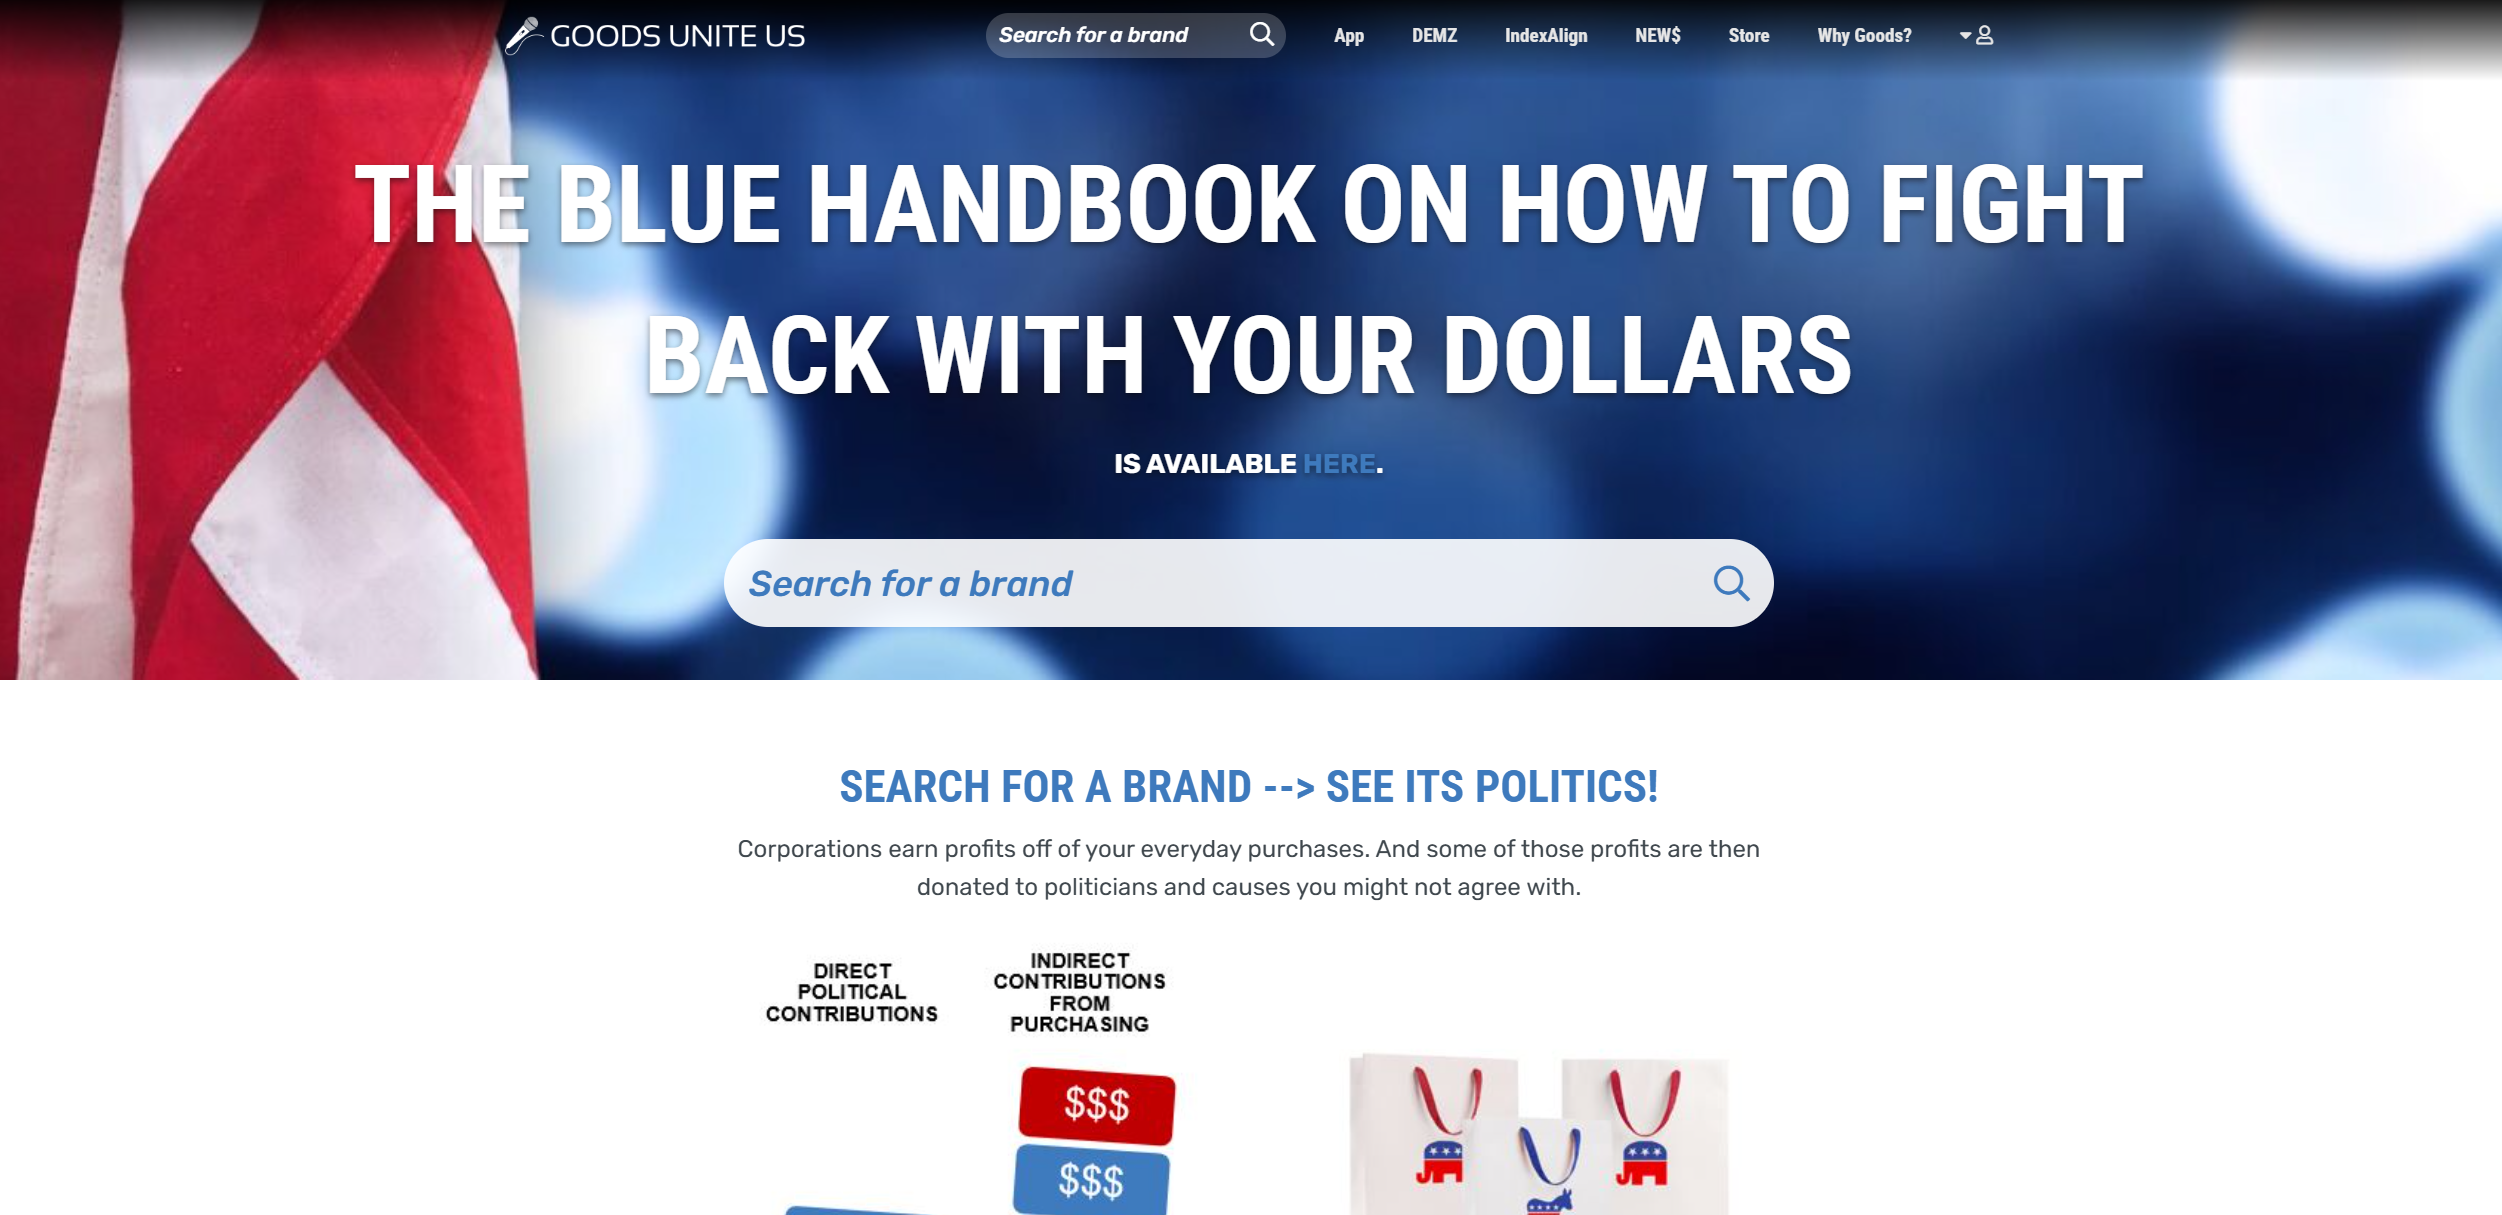 GOODS UNITE US
Search for a brand
App
DEMZ
IndexAlign
NEW$
Store
Why Goods?
THE BLUE HANDBOOK ON HOW TO FIGHT
BACK WITH YOUR DOLLARS
IS AVAILABLE HERE.
Search for a brand
SEARCH FOR A BRAND --> SEE ITS POLITICS!
Corporations earn profits off of your everyday purchases. And some of those profits are then
donated to politicians and causes you might not agree with.
DIRECT
POLITICAL
CONTRIBUTIONS
INDIRECT
CONTRIBUTIONS
FROM
PURCHASING
$$$
$$$